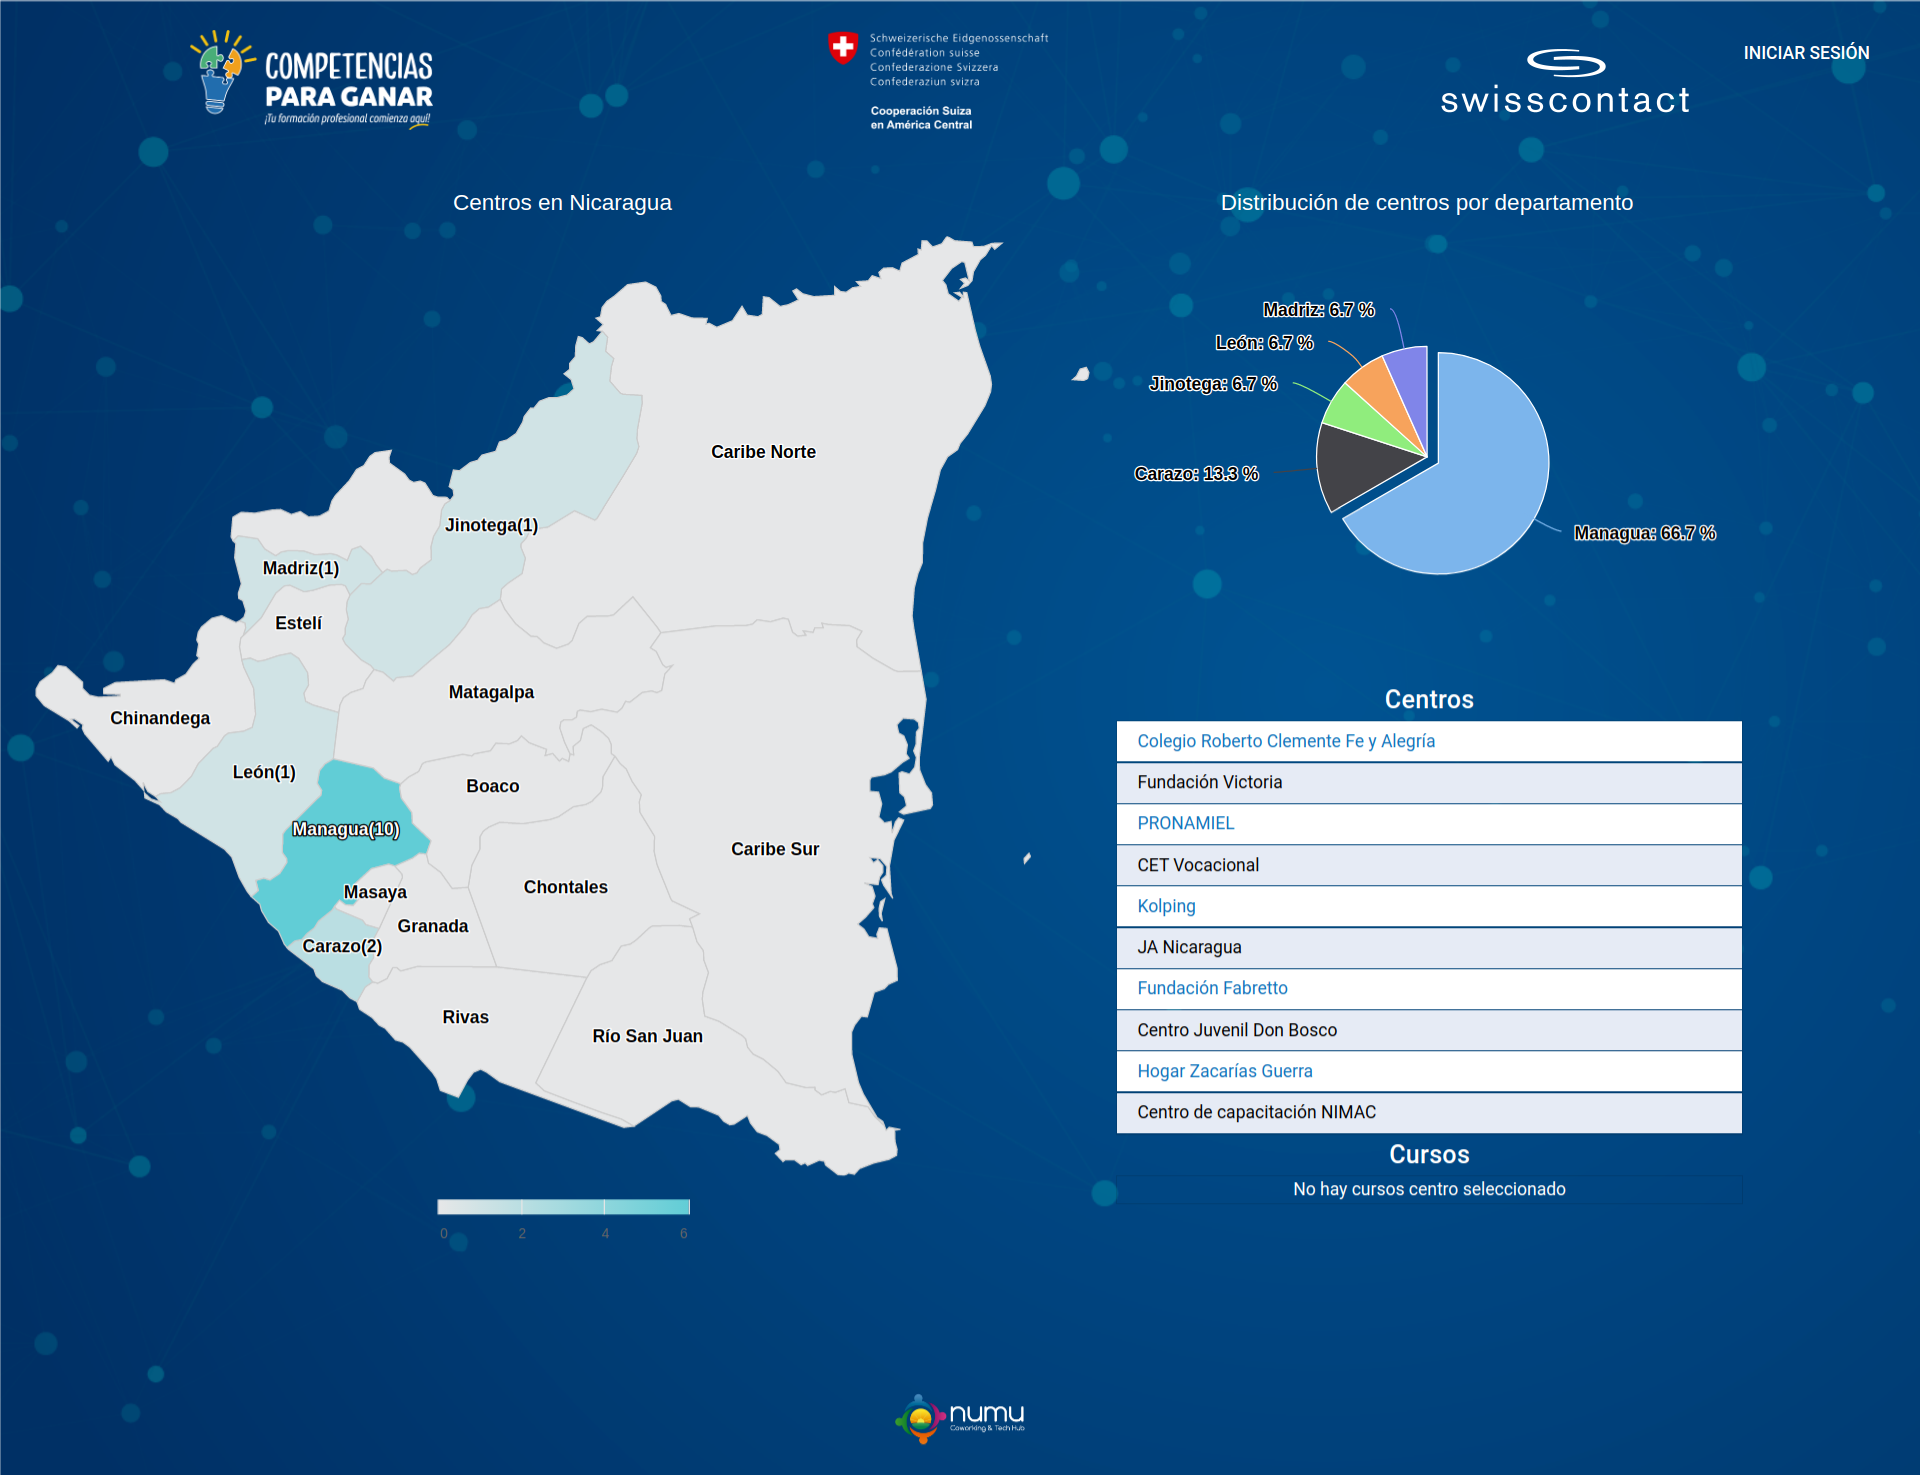 COMPETENCIAS
PARA GANAR
¡Tu formación profesional comienza aquí!
Schweizerische Eidgenossenschaft
Confédération suisse
Confederazione Svizzera
Confederaziun svizra
Cooperación Suiza
en América Central
swisscontact
INICIAR SESIÓN
Centros en Nicaragua
Caribe Norte
Jinotega(1)
Madriz(1)
Estelí
Matagalpa
Chinandega
León(1)
Boaco
Managua(10)
Caribe Sur
Masaya
Chontales
Granada
Carazo(2)
Rivas
Río San Juan
0 2 4 6
Distribución de centros por departamento
Madriz: 6.7 %
León: 6.7 %
Jinotega: 6.7 %
Carazo: 13.3 %
Managua: 66.7 %
Centros
Colegio Roberto Clemente Fe y Alegría
Fundación Victoria
PRONAMIEL
CET Vocacional
Kolping
JA Nicaragua
Fundación Fabretto
Centro Juvenil Don Bosco
Hogar Zacarías Guerra
Centro de capacitación NIMAC
Cursos
No hay cursos centro seleccionado
numu
Coworking & Tech Hub